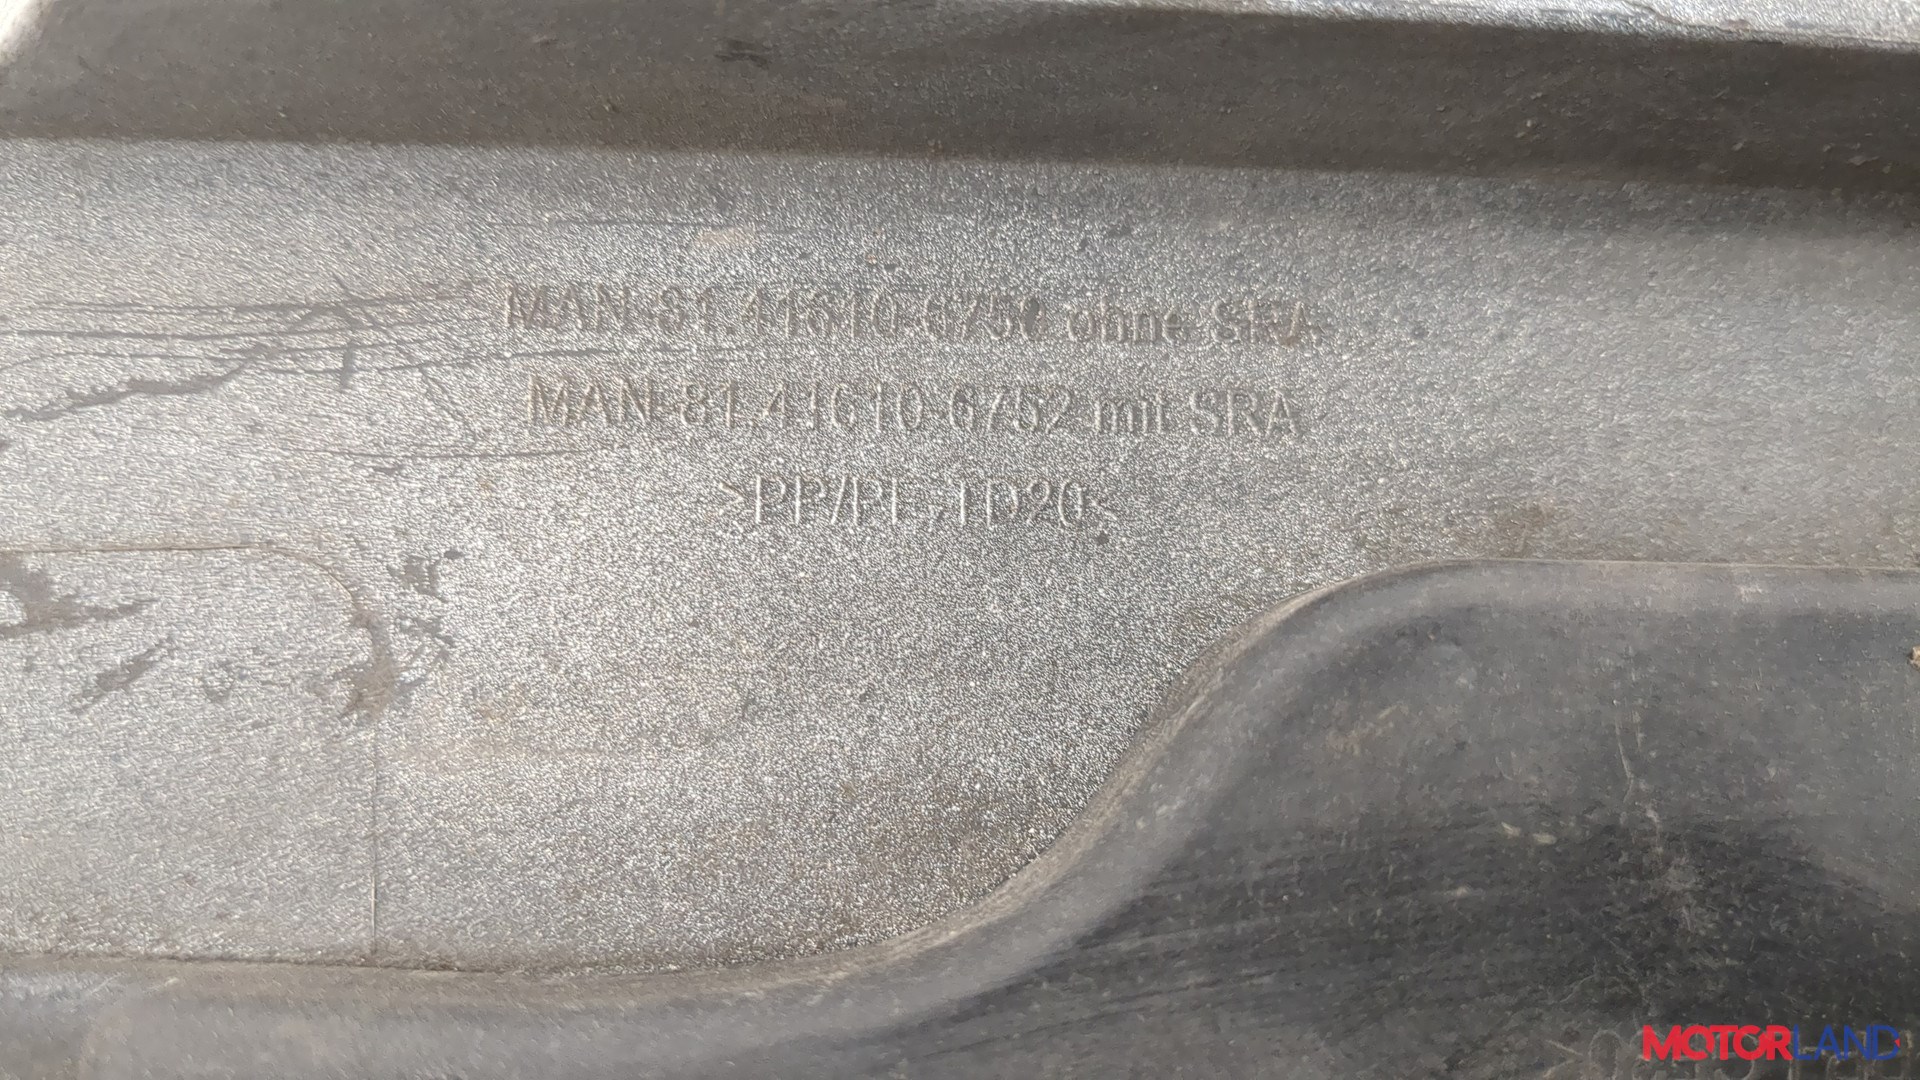 MAN 81.41610-6750 ohne SRA
MAN 81.41610-6752 mit SRA
>PP/PE TD20<
MOTORLAND